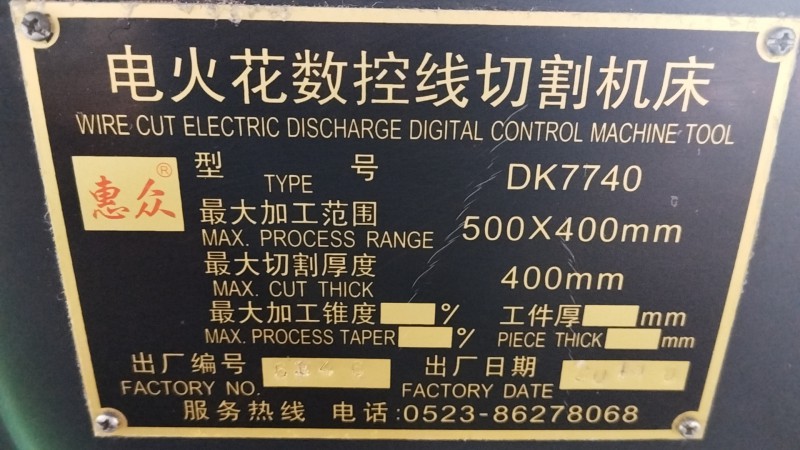 电火花数控线切割机床
WIRE CUT ELECTRIC DISCHARGE DIGITAL CONTROL MACHINE TOOL
惠众®
型 号 DK7740
TYPE
最大加工范围 500X400mm
MAX. PROCESS RANGE
最大切割厚度 400mm
MAX. CUT THICK
最大加工锥度 % 工件厚 mm
MAX. PROCESS TAPER % PIECE THICK mm
出厂编号 出厂日期
FACTORY NO. FACTORY DATE
服务热线 电话:0523-86278068